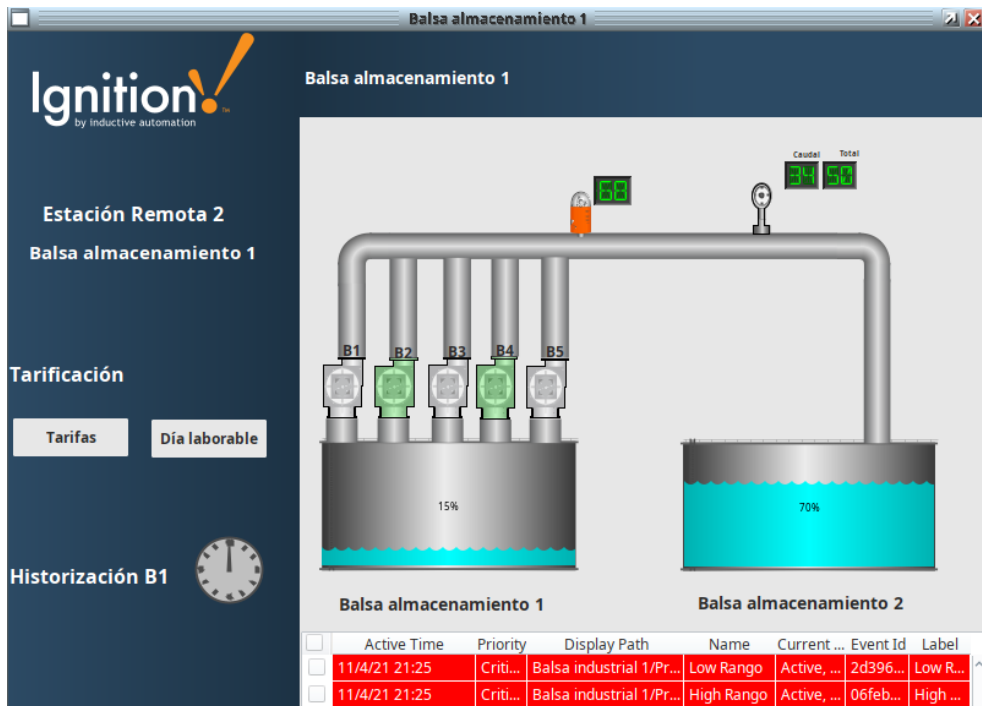 Balsa almacenamiento 1
Ignition!
by inductive automation
Balsa almacenamiento 1
Estación Remota 2
Balsa almacenamiento 1
Tarificación
Tarifas
Día laborable
Historización B1
Caudal Total
68
34 50
B1 B2 B3 B4 B5
15%
70%
Balsa almacenamiento 1
Balsa almacenamiento 2
Active Time Priority Display Path Name Current ... Event Id Label
11/4/21 21:25 Criti... Balsa industrial 1/Pr... Low Rango Active, ... 2d396... Low R...
11/4/21 21:25 Criti... Balsa industrial 1/Pr... High Rango Active, ... 06feb... High ...